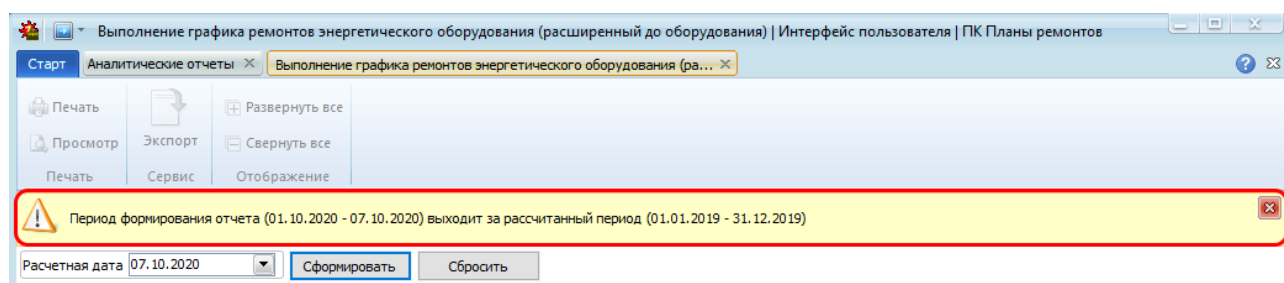 Выполнение графика ремонтов энергетического оборудования (расширенный до оборудования) | Интерфейс пользователя | ПК Планы ремонтов
Старт Аналитические отчеты Выполнение графика ремонтов энергетического оборудования (ра...
Печать Экспорт Развернуть все
Просмотр Свернуть все
Печать Сервис Отображение
Период формирования отчета (01.10.2020 - 07.10.2020) выходит за рассчитанный период (01.01.2019 - 31.12.2019)
Расчетная дата 07.10.2020 Сформировать Сбросить